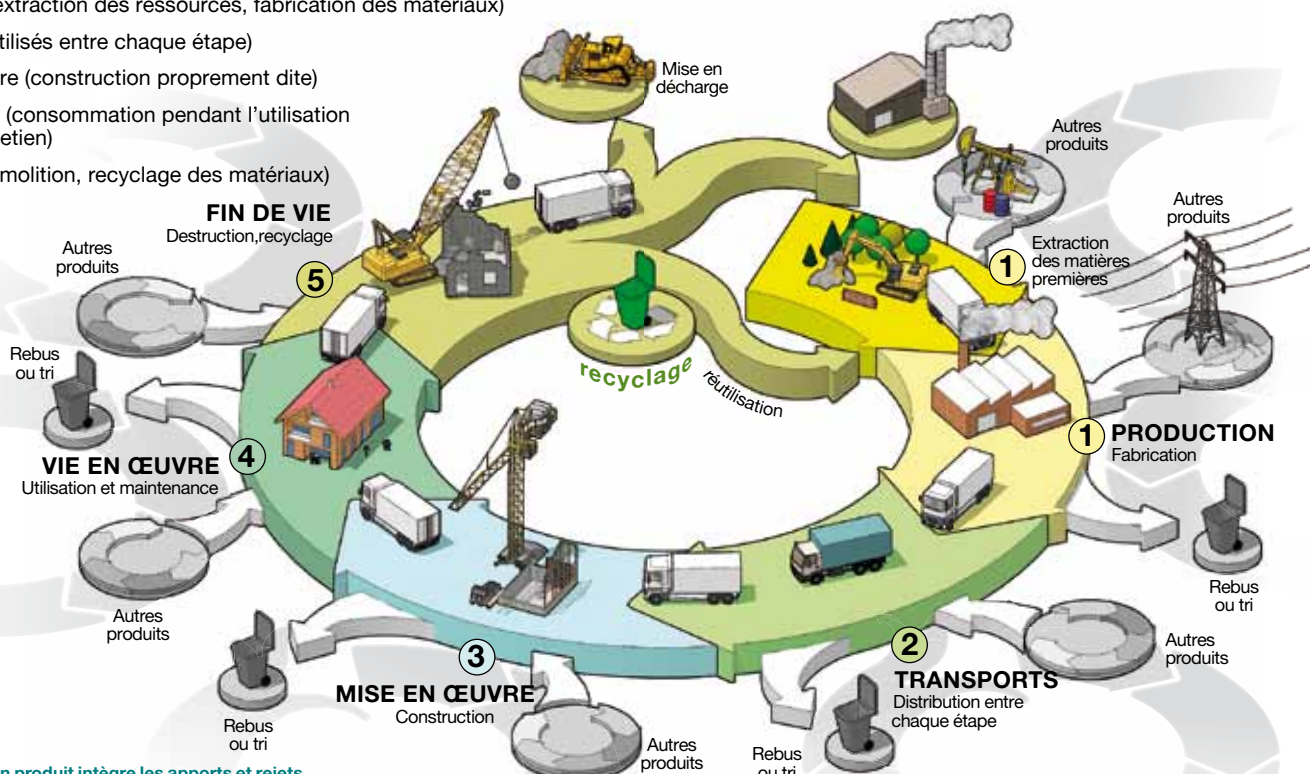 extraction des ressources, fabrication des matériaux)
tilisés entre chaque étape)
re (construction proprement dite)
(consommation pendant l'utilisation
etien)
molition, recyclage des matériaux)
Mise en
décharge
Autres
produits
Autres
produits
FIN DE VIE
Destruction,recyclage
5
Autres
produits
1
Extraction
des matières
premières
Rebus
ou tri
recyclage
réutilisation
1
PRODUCTION
Fabrication
VIE EN ŒUVRE
4
Utilisation et maintenance
Autres
produits
Rebus
ou tri
2
TRANSPORTS
Distribution entre
chaque étape
Autres
produits
3
MISE EN ŒUVRE
Construction
Rebus
ou tri
Autres
produits
Rebus
ou tri
n produit intègre les apports et rejets